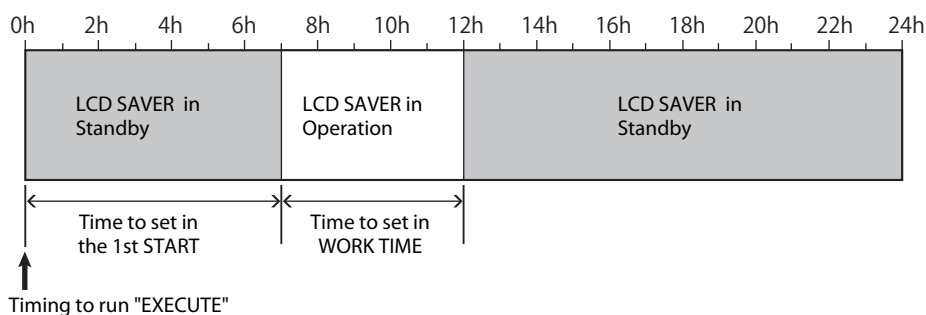 0h 2h 4h 6h 8h 10h 12h 14h 16h 18h 20h 22h 24h
LCD SAVER in
Standby
LCD SAVER in
Operation
LCD SAVER in
Standby
Time to set in
the 1st START
Time to set in
WORK TIME
Timing to run "EXECUTE"